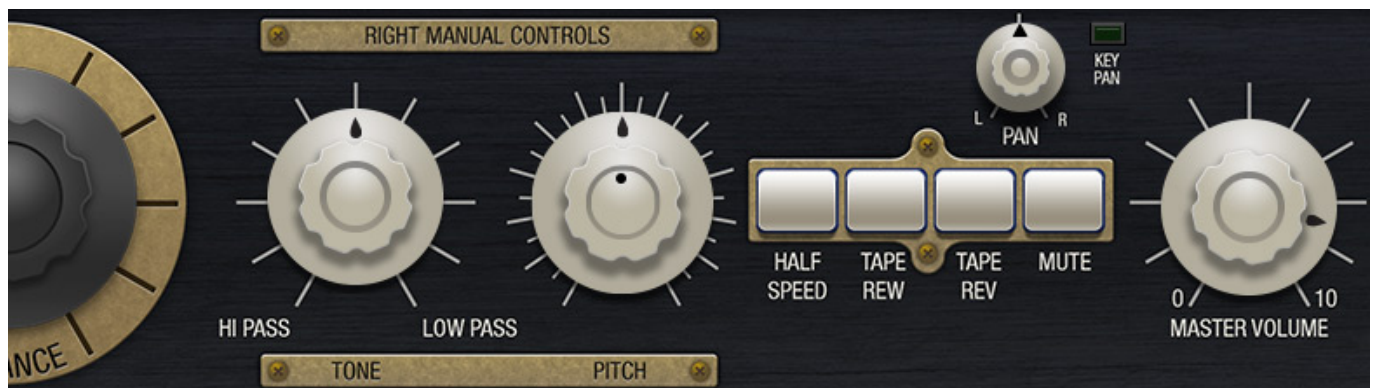 RIGHT MANUAL CONTROLS
KEY
PAN
L
R
PAN
HALF
SPEED
TAPE
REW
TAPE
REV
MUTE
0
10
MASTER VOLUME
HI PASS
LOW PASS
TONE
PITCH